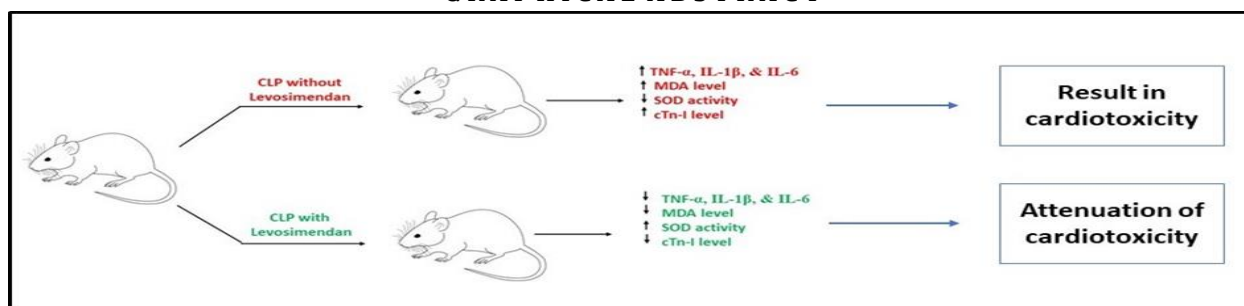 CLP without
Levosimendan
↑ TNF-α, IL-1β, & IL-6
↑ MDA level
↓ SOD activity
↑ cTn-I level
Result in
cardiotoxicity
CLP with
Levosimendan
↓ TNF-α, IL-1β, & IL-6
↓ MDA level
↑ SOD activity
↓ cTn-I level
Attenuation of
cardiotoxicity